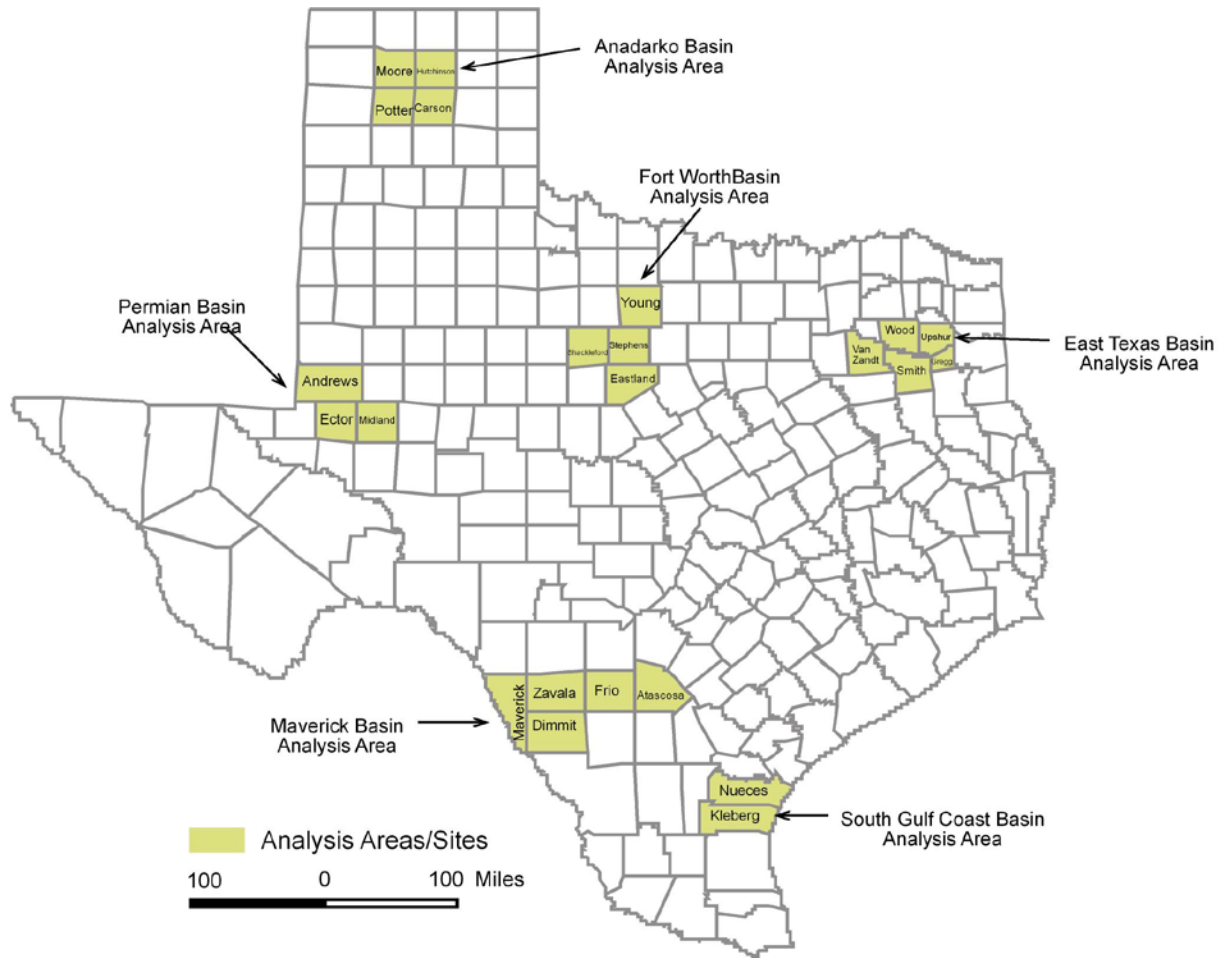 Anadarko Basin
Analysis Area
Moore
Hutchinson
Potter
Carson
Fort WorthBasin
Analysis Area
Permian Basin
Analysis Area
Young
Shackleford
Stephens
Wood
Upshur
Van
Zandt
Gregg
Smith
East Texas Basin
Analysis Area
Andrews
Eastland
Ector
Midland
Maverick
Zavala
Frio
Atascosa
Dimmit
Maverick Basin
Analysis Area
Nueces
Kleberg
South Gulf Coast Basin
Analysis Area
Analysis Areas/Sites
100 0 100 Miles